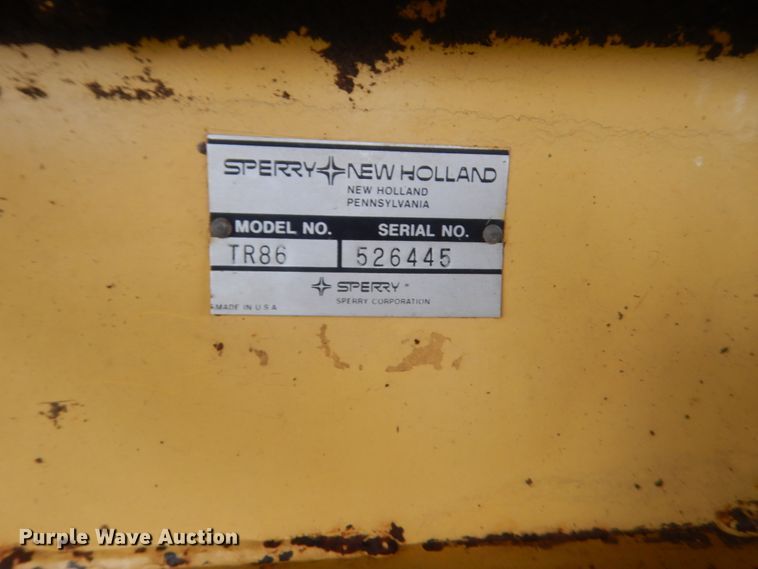 SPERRY NEW HOLLAND
NEW HOLLAND
PENNSYLVANIA
MODEL NO. SERIAL NO.
TR86 526445
SPERRY
SPERRY CORPORATION
MADE IN U S A
Purple Wave Auction